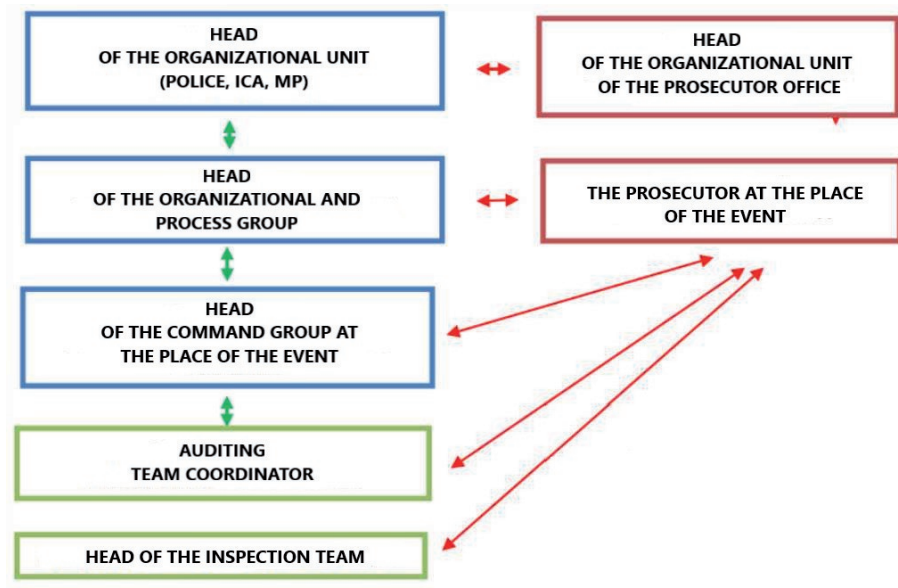 HEAD
OF THE ORGANIZATIONAL UNIT
(POLICE, ICA, MP)
HEAD
OF THE ORGANIZATIONAL UNIT
OF THE PROSECUTOR OFFICE
HEAD
OF THE ORGANIZATIONAL AND
PROCESS GROUP
THE PROSECUTOR AT THE PLACE
OF THE EVENT
HEAD
OF THE COMMAND GROUP AT
THE PLACE OF THE EVENT
AUDITING
TEAM COORDINATOR
HEAD OF THE INSPECTION TEAM